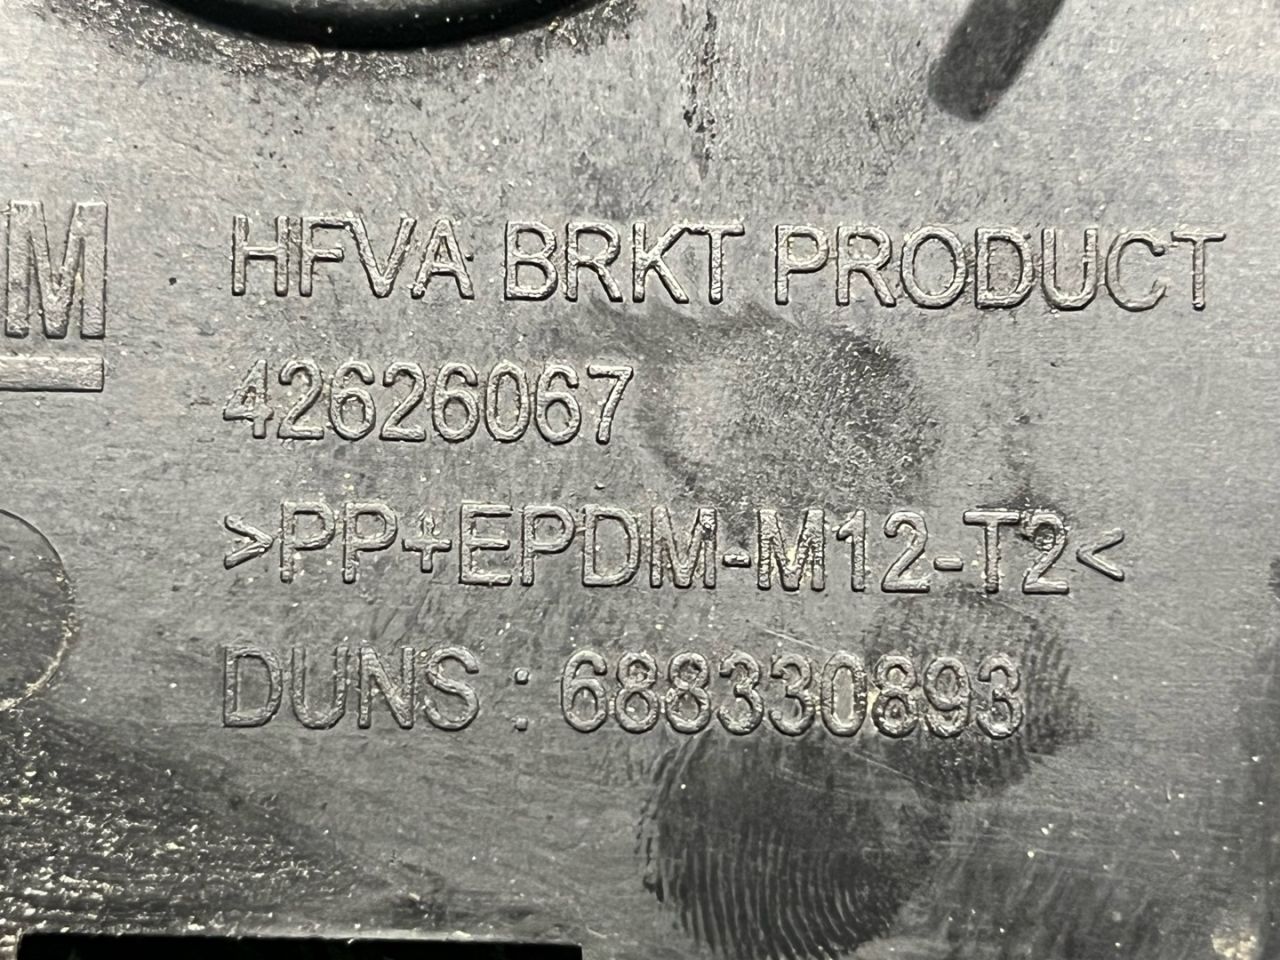 M
HFVA BRKT PRODUCT
42626067
>PP+EPDM-M12-T2<
DUNS : 688330893